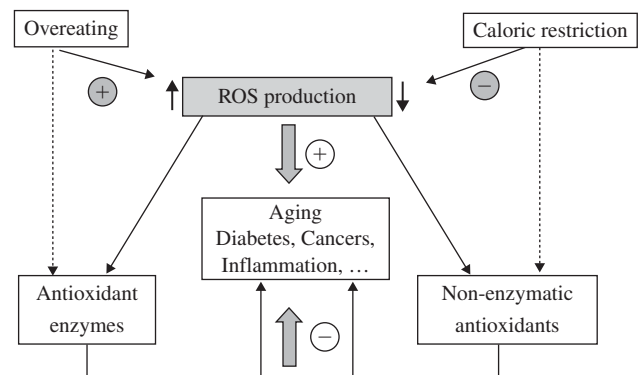 Overeating
Caloric restriction
+
ROS production
−
+
Aging
Diabetes, Cancers,
Inflammation, …
Antioxidant
enzymes
Non-enzymatic
antioxidants
−